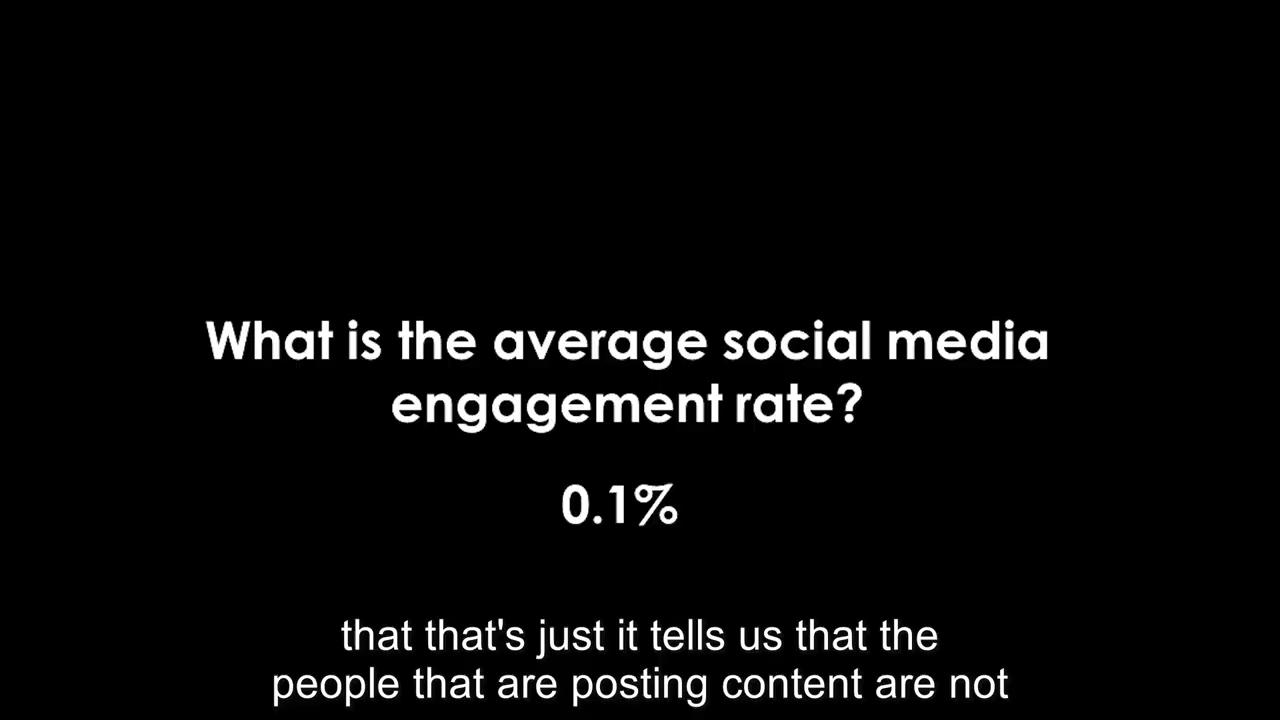 What is the average social media
engagement rate?
0.1%
that that's just it tells us that the
people that are posting content are not